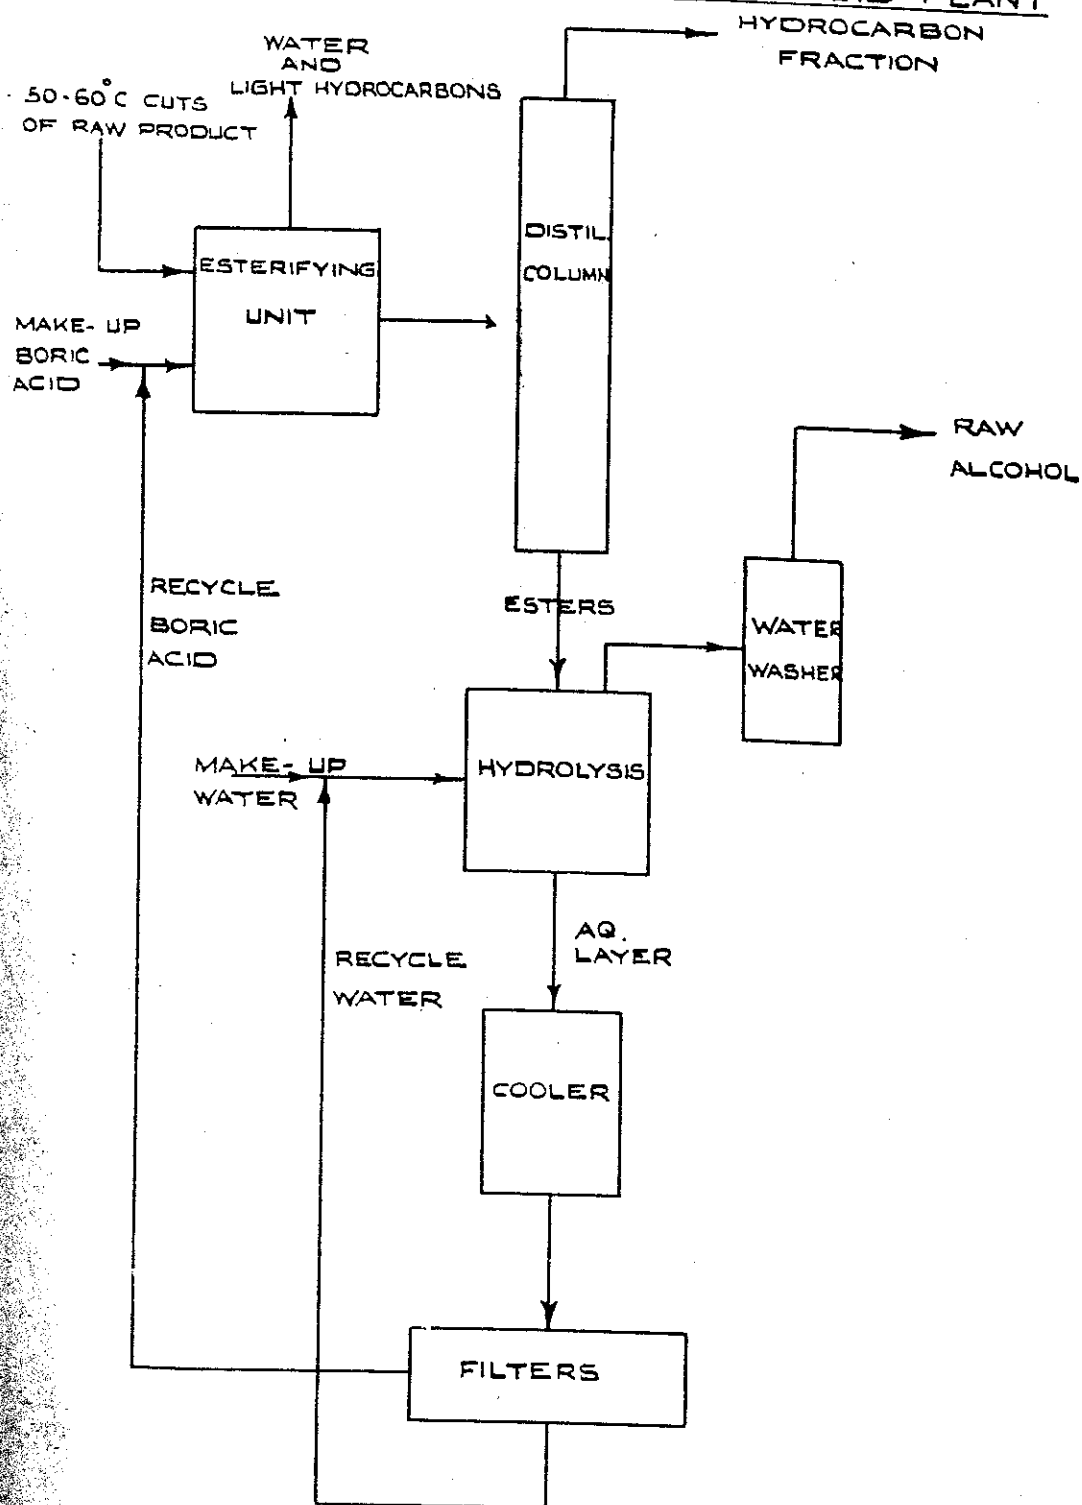 PLANT
HYDROCARBON
FRACTION
WATER
AND
LIGHT HYDROCARBONS
50-60°C CUTS
OF RAW PRODUCT
DISTIL.
COLUMN
ESTERIFYING
UNIT
MAKE-UP
BORIC
ACID
RAW
ALCOHOL
RECYCLE
BORIC
ACID
ESTERS
WATER
WASHER
MAKE-UP
WATER
HYDROLYSIS
AQ.
LAYER
RECYCLE
WATER
COOLER
FILTERS